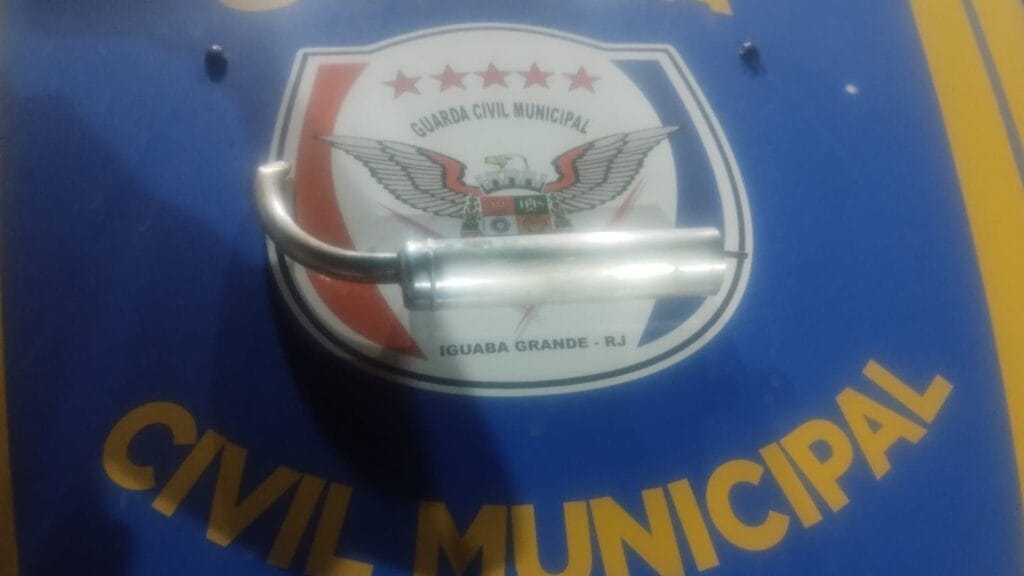 GUARDA CIVIL MUNICIPAL
IGUABA GRANDE - RJ
CIVIL MUNICIPAL